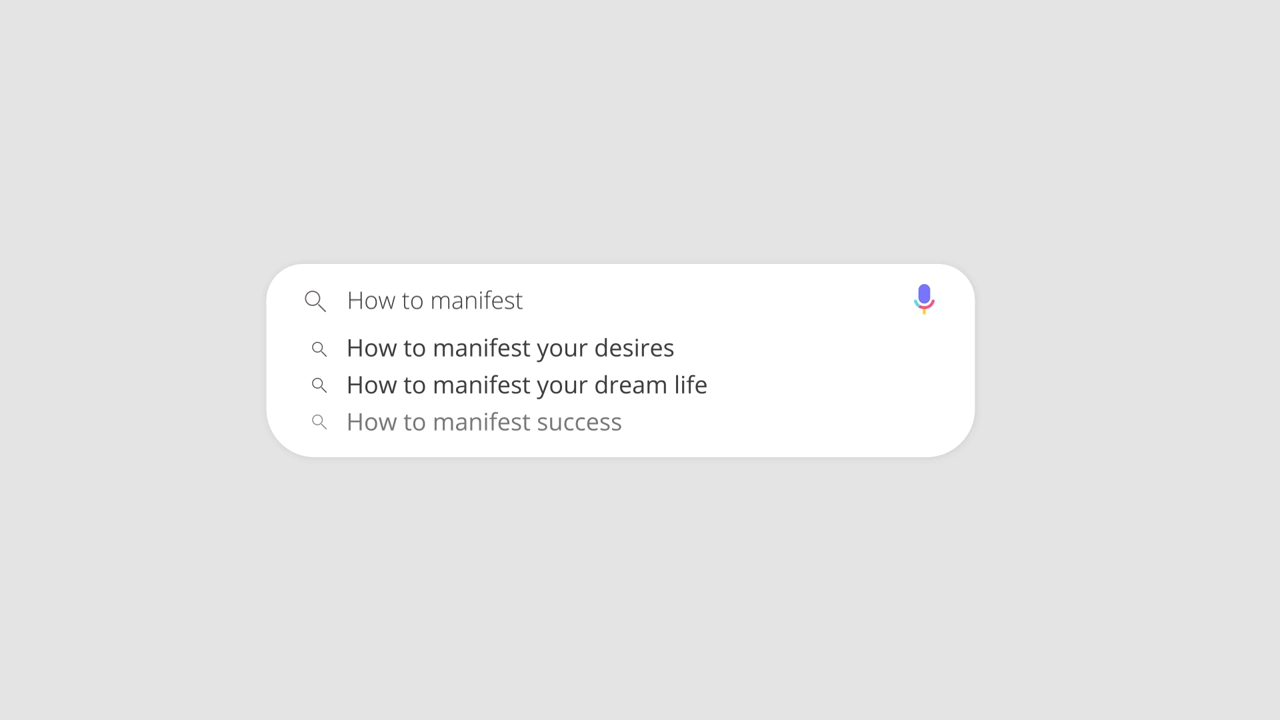 How to manifest
How to manifest your desires
How to manifest your dream life
How to manifest success